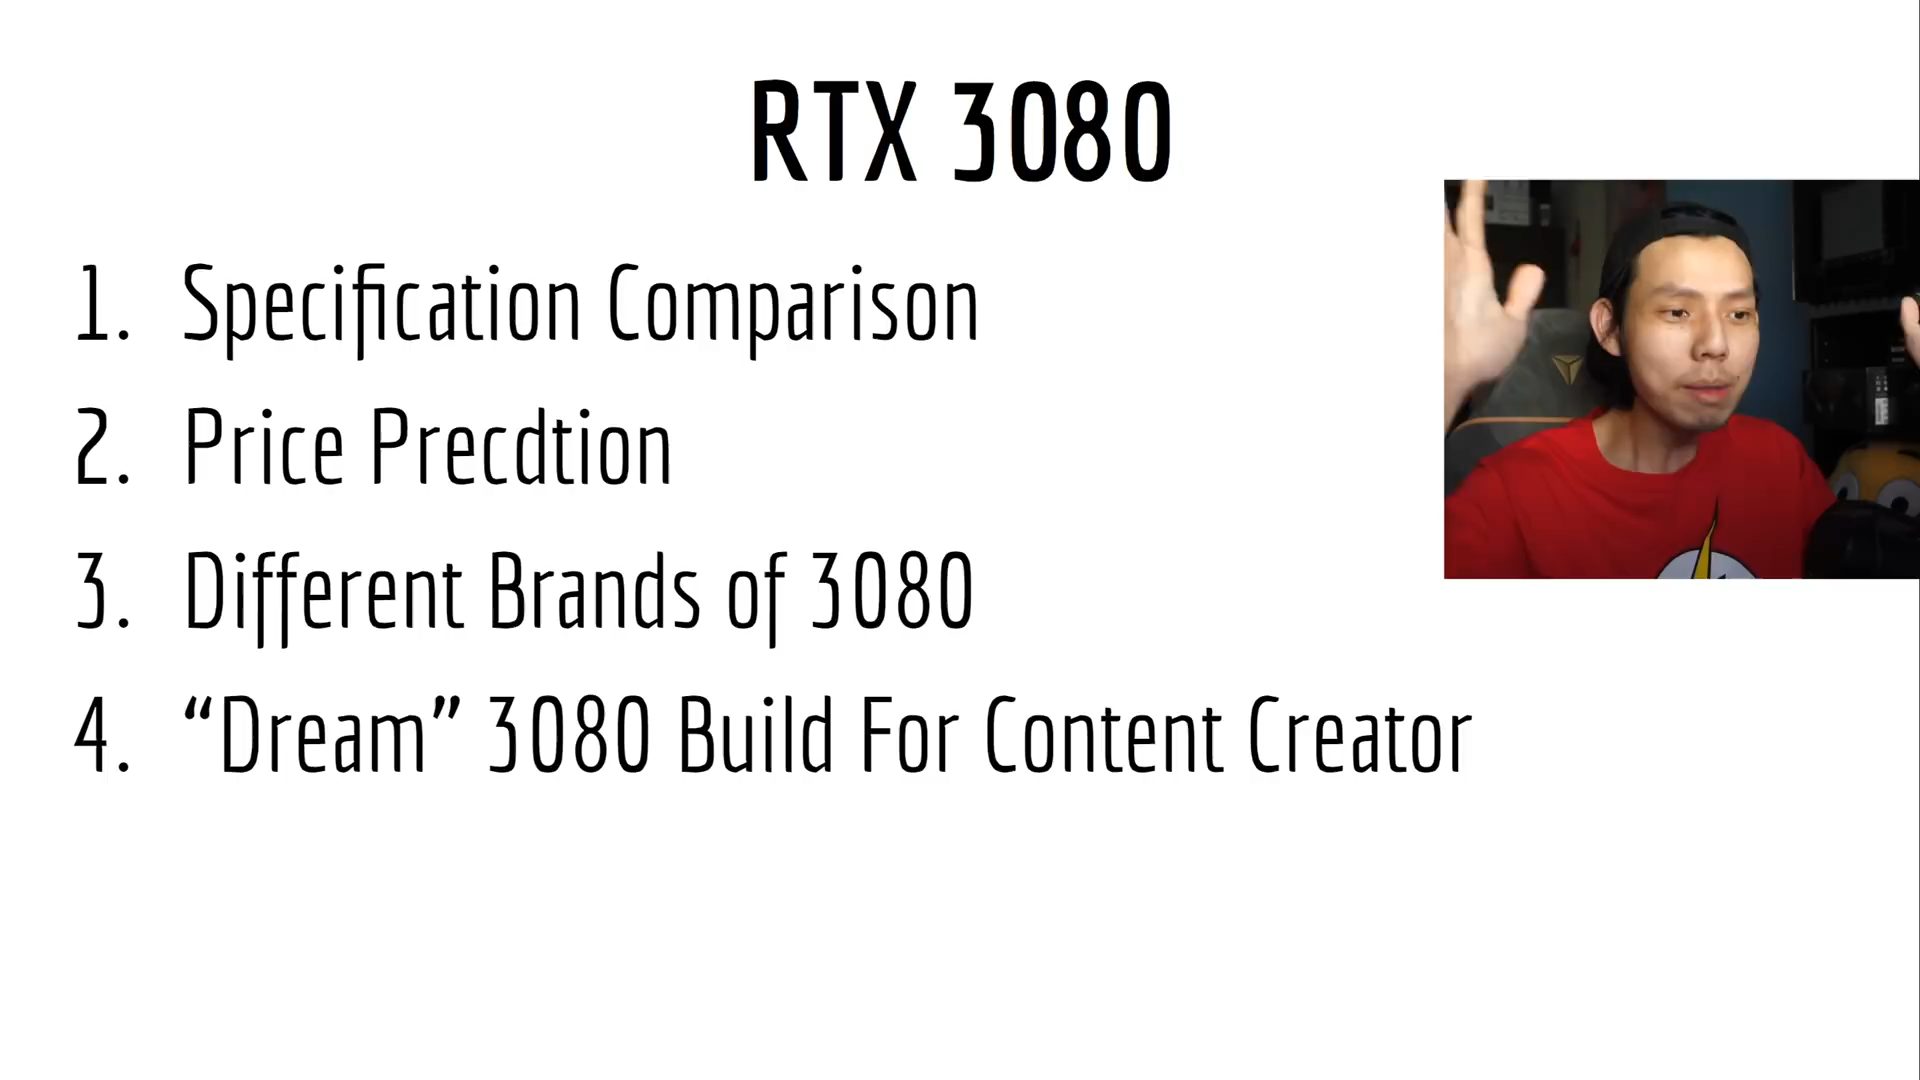 RTX 3080
1. Specification Comparison
2. Price Precdtion
3. Different Brands of 3080
4. “Dream” 3080 Build For Content Creator